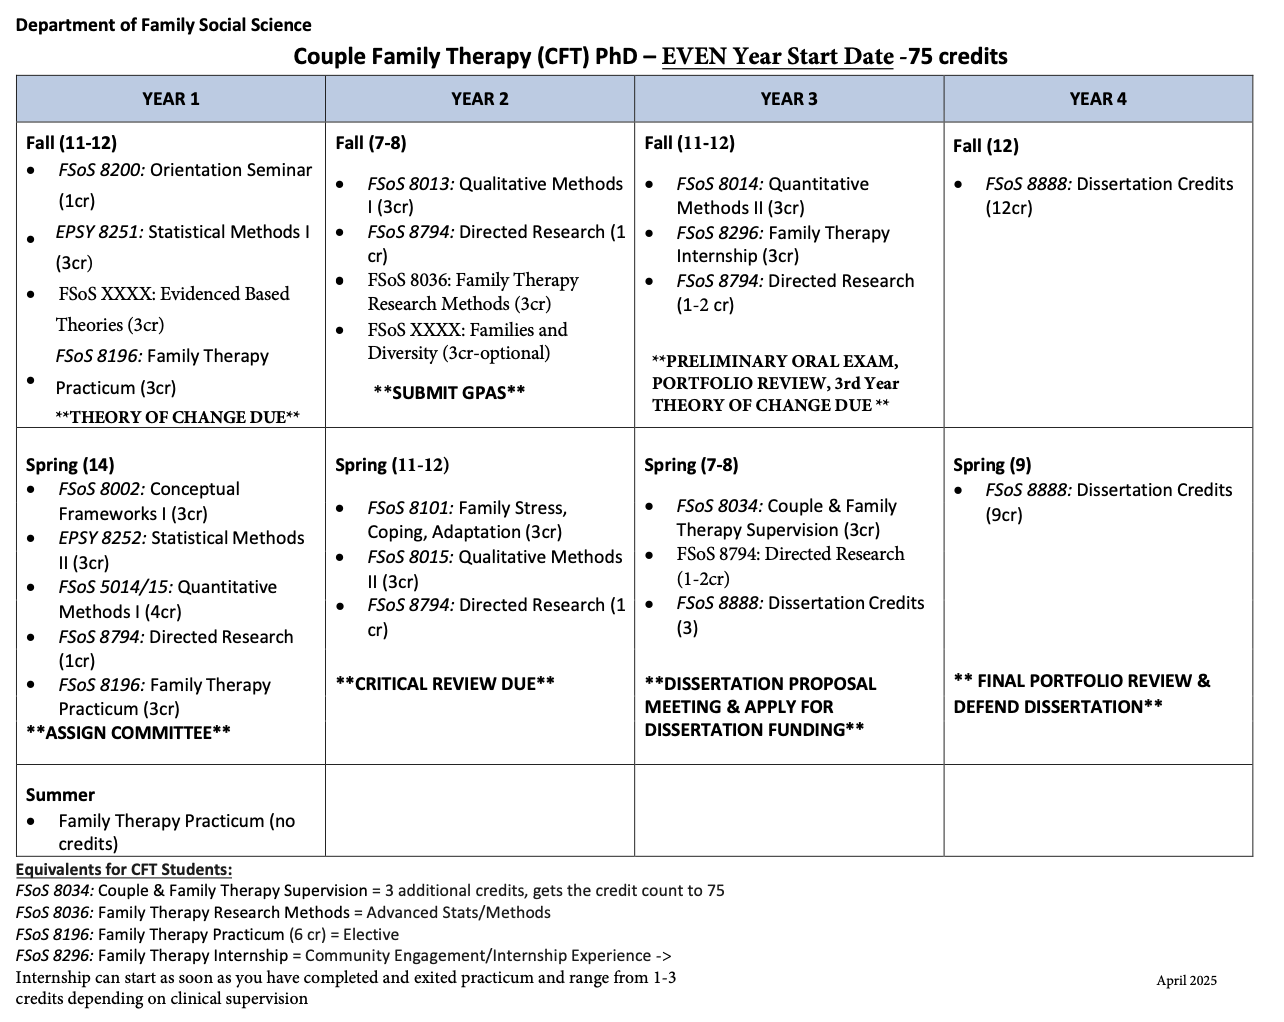 Department of Family Social Science
Couple Family Therapy (CFT) PhD – EVEN Year Start Date -75 credits
YEAR 1
YEAR 2
YEAR 3
YEAR 4
Fall (11-12)
• FSoS 8200: Orientation Seminar
(1cr)
• EPSY 8251: Statistical Methods I
(3cr)
• FSoS XXXX: Evidenced Based
Theories (3cr)
FSoS 8196: Family Therapy
• Practicum (3cr)
**THEORY OF CHANGE DUE**
Fall (7-8)
• FSoS 8013: Qualitative Methods
I (3cr)
• FSoS 8794: Directed Research (1
cr)
• FSoS 8036: Family Therapy
Research Methods (3cr)
• FSoS XXXX: Families and
Diversity (3cr-optional)
**SUBMIT GPAS**
Fall (11-12)
• FSoS 8014: Quantitative
Methods II (3cr)
• FSoS 8296: Family Therapy
Internship (3cr)
• FSoS 8794: Directed Research
(1-2 cr)
**PRELIMINARY ORAL EXAM,
PORTFOLIO REVIEW, 3rd Year
THEORY OF CHANGE DUE **
Fall (12)
• FSoS 8888: Dissertation Credits
(12cr)
Spring (14)
• FSoS 8002: Conceptual
Frameworks I (3cr)
• EPSY 8252: Statistical Methods
II (3cr)
• FSoS 5014/15: Quantitative
Methods I (4cr)
• FSoS 8794: Directed Research
(1cr)
• FSoS 8196: Family Therapy
Practicum (3cr)
**ASSIGN COMMITTEE**
Spring (11-12)
• FSoS 8101: Family Stress,
Coping, Adaptation (3cr)
• FSoS 8015: Qualitative Methods
II (3cr)
• FSoS 8794: Directed Research (1
cr)
**CRITICAL REVIEW DUE**
Spring (7-8)
• FSoS 8034: Couple & Family
Therapy Supervision (3cr)
• FSoS 8794: Directed Research
(1-2cr)
• FSoS 8888: Dissertation Credits
(3)
**DISSERTATION PROPOSAL
MEETING & APPLY FOR
DISSERTATION FUNDING**
Spring (9)
• FSoS 8888: Dissertation Credits
(9cr)
** FINAL PORTFOLIO REVIEW &
DEFEND DISSERTATION**
Summer
• Family Therapy Practicum (no
credits)
Equivalents for CFT Students:
FSoS 8034: Couple & Family Therapy Supervision = 3 additional credits, gets the credit count to 75
FSoS 8036: Family Therapy Research Methods = Advanced Stats/Methods
FSoS 8196: Family Therapy Practicum (6 cr) = Elective
FSoS 8296: Family Therapy Internship = Community Engagement/Internship Experience ->
Internship can start as soon as you have completed and exited practicum and range from 1-3
credits depending on clinical supervision
April 2025